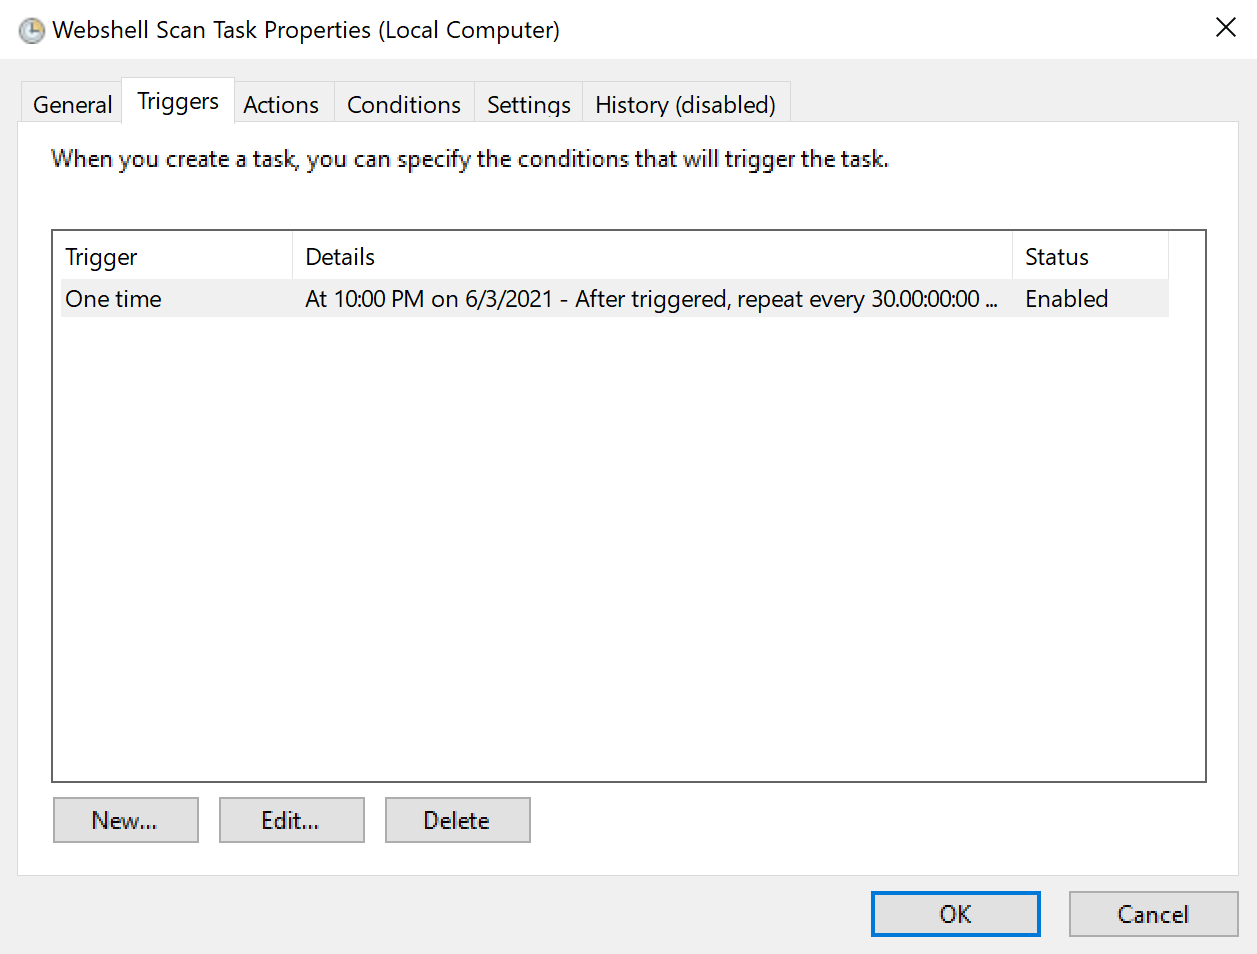 Webshell Scan Task Properties (Local Computer)
General Triggers Actions Conditions Settings History (disabled)
When you create a task, you can specify the conditions that will trigger the task.
Trigger Details Status
One time At 10:00 PM on 6/3/2021 - After triggered, repeat every 30.00:00:00 ... Enabled
New... Edit... Delete
OK Cancel